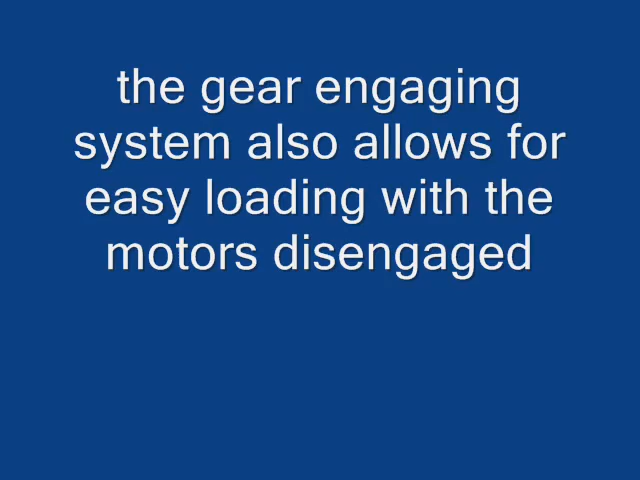 the gear engaging
system also allows for
easy loading with the
motors disengaged